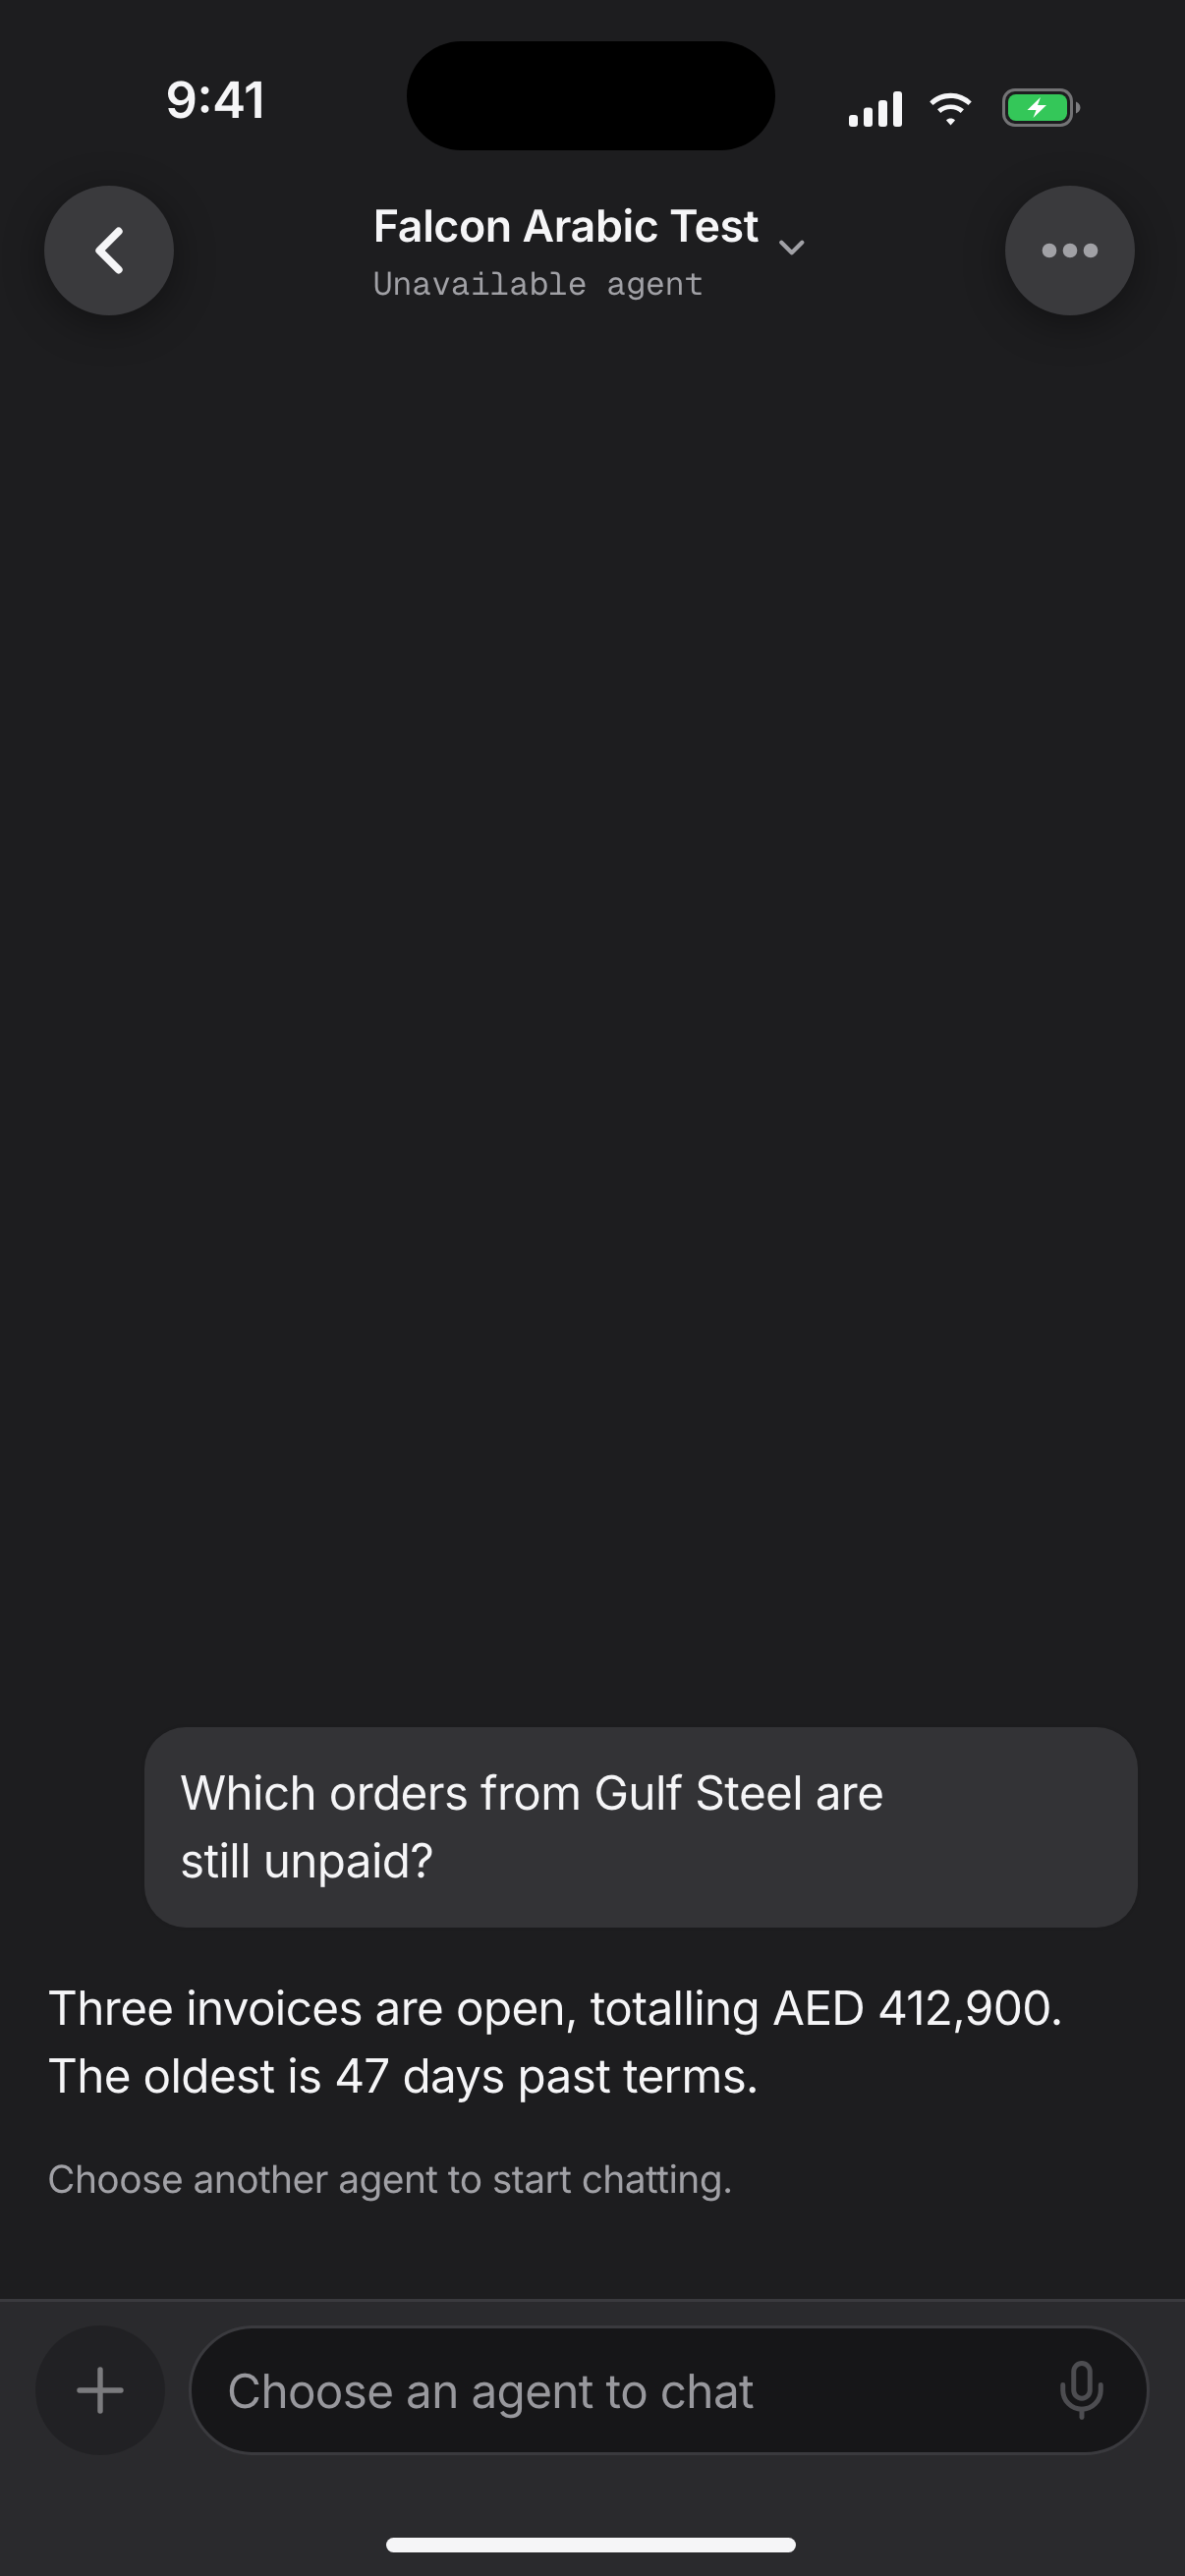 9:41
Falcon Arabic Test
Unavailable agent
Which orders from Gulf Steel are
still unpaid?
Three invoices are open, totalling AED 412,900.
The oldest is 47 days past terms.
Choose another agent to start chatting.
Choose an agent to chat